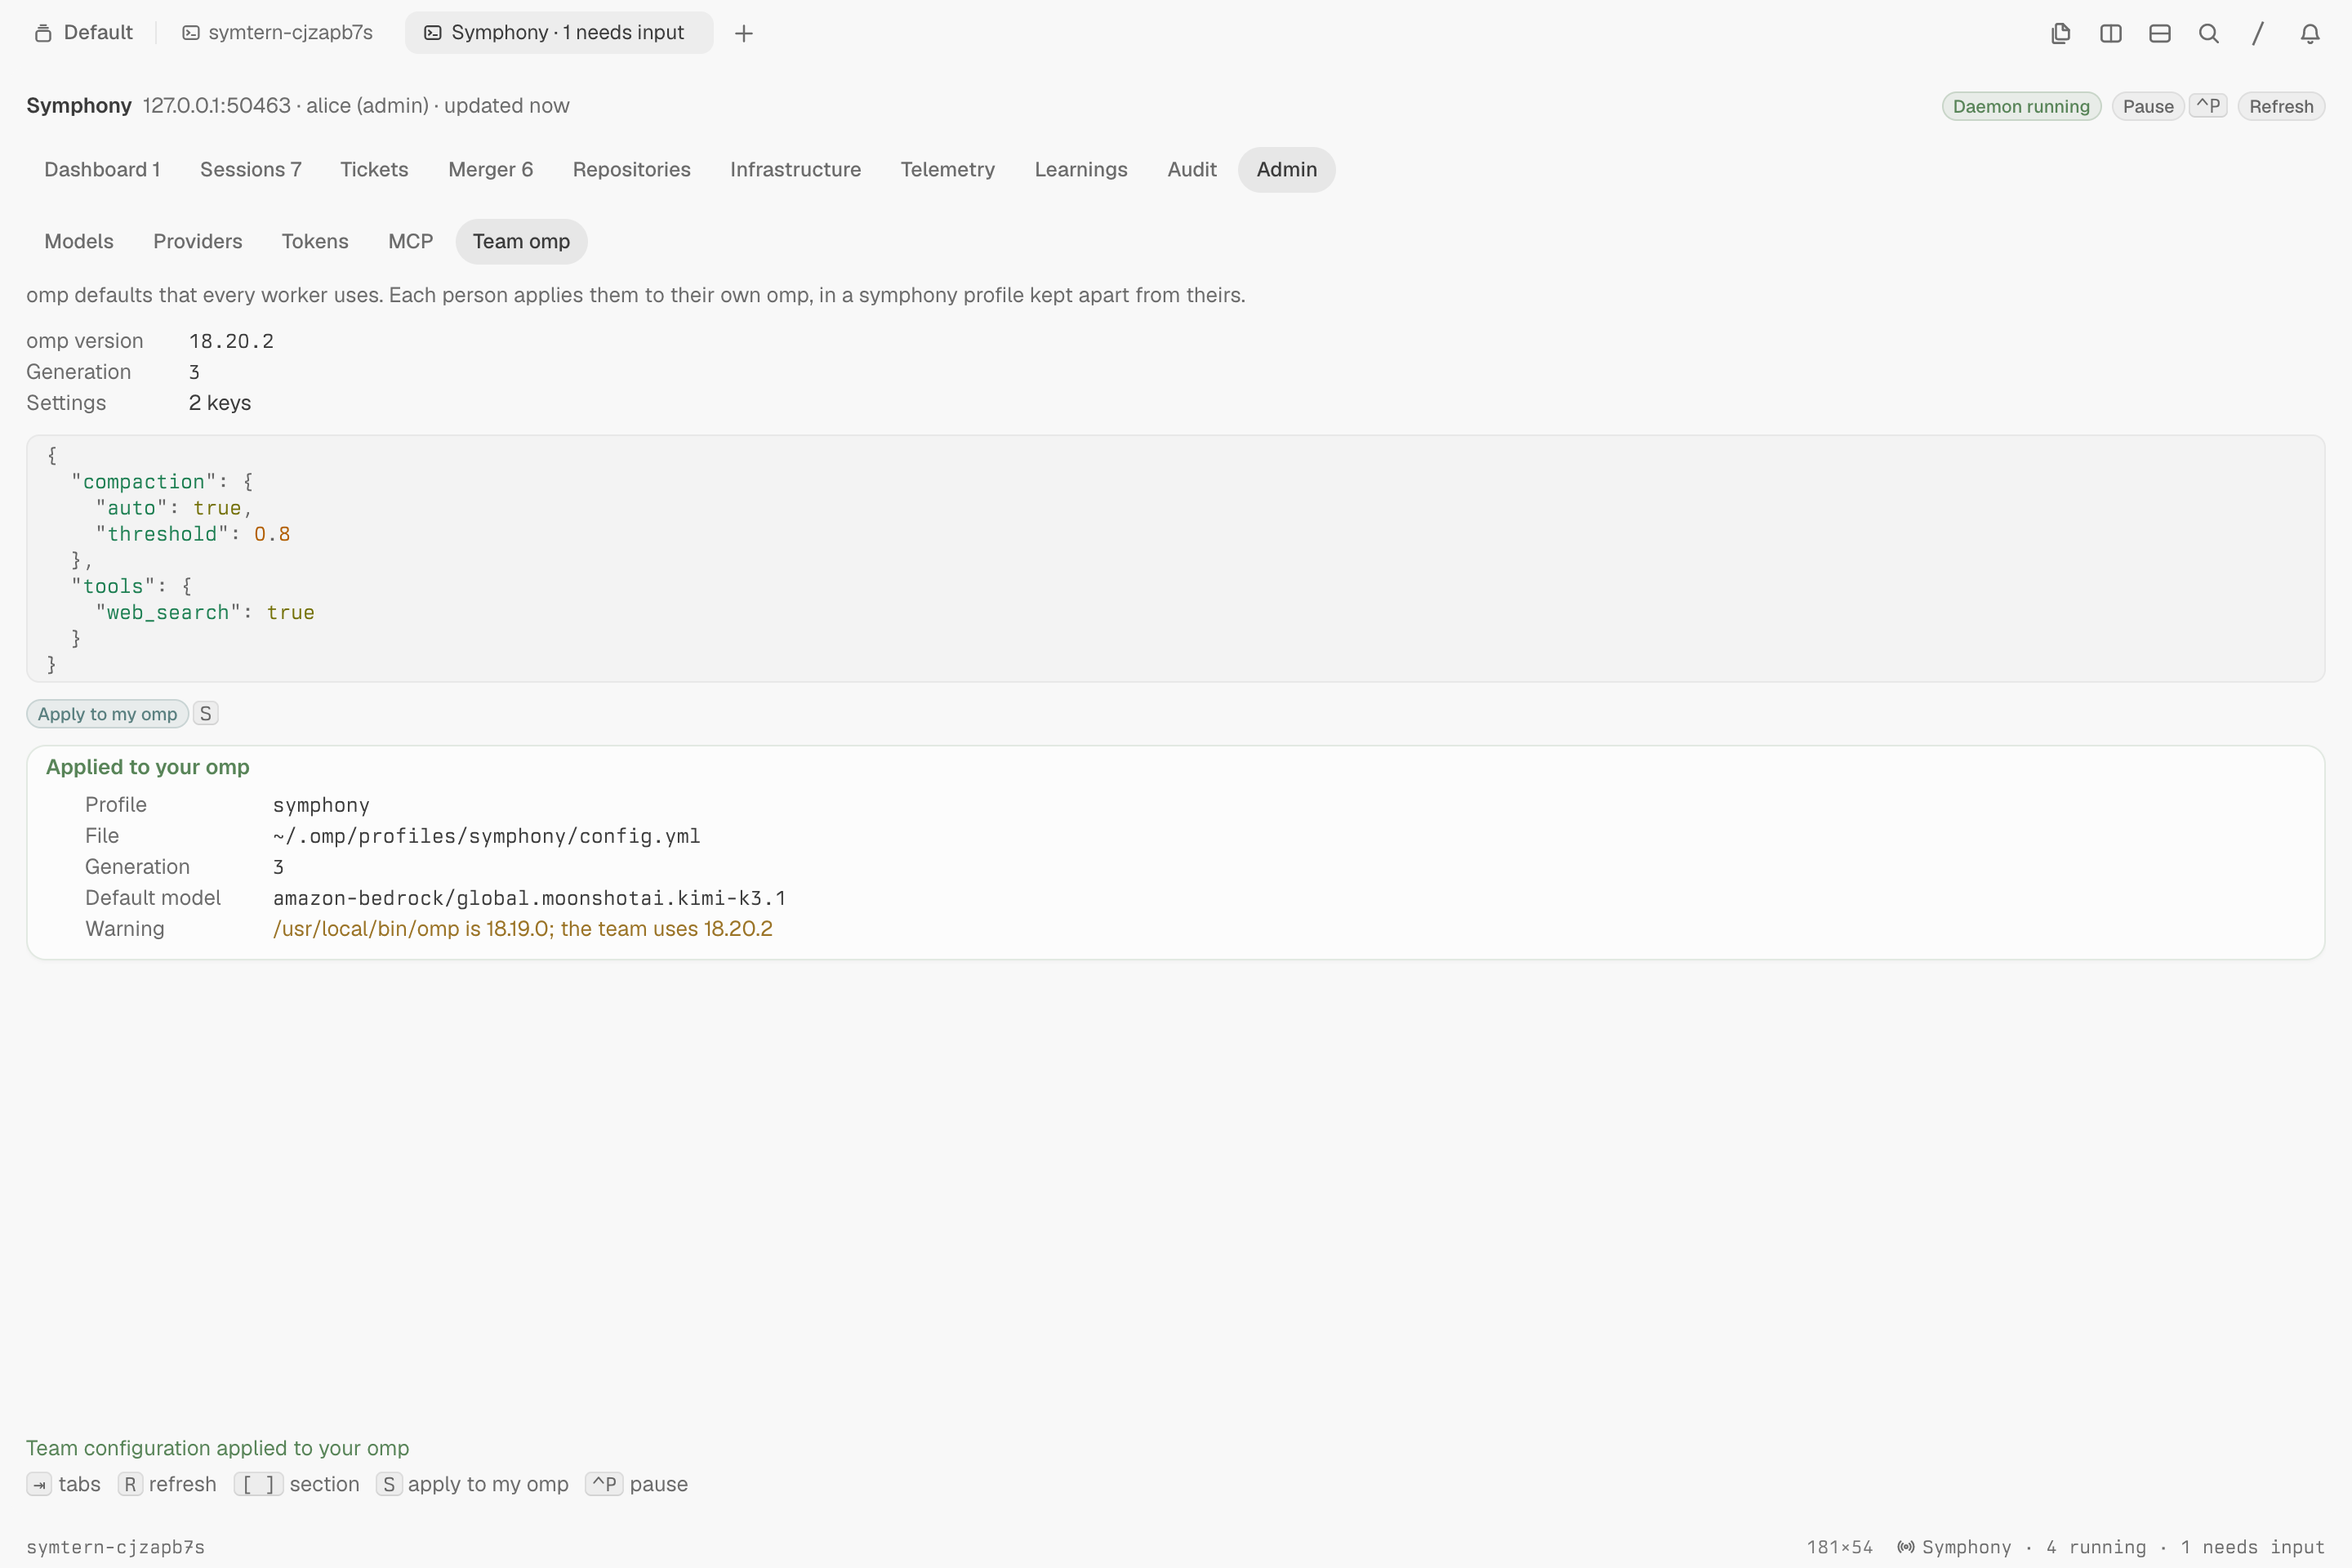 Default symtern-cjzapb7s Symphony · 1 needs input
Symphony 127.0.0.1:50463 · alice (admin) · updated now Daemon running Pause ^P Refresh
Dashboard 1 Sessions 7 Tickets Merger 6 Repositories Infrastructure Telemetry Learnings Audit Admin
Models Providers Tokens MCP Team omp
omp defaults that every worker uses. Each person applies them to their own omp, in a symphony profile kept apart from theirs.
omp version 18.20.2
Generation 3
Settings 2 keys
{
  "compaction": {
    "auto": true,
    "threshold": 0.8
  },
  "tools": {
    "web_search": true
  }
}
Apply to my omp S
Applied to your omp
Profile symphony
File ~/.omp/profiles/symphony/config.yml
Generation 3
Default model amazon-bedrock/global.moonshotai.kimi-k3.1
Warning /usr/local/bin/omp is 18.19.0; the team uses 18.20.2
Team configuration applied to your omp
⇥ tabs R refresh [ ] section S apply to my omp ^P pause
symtern-cjzapb7s 181×54 Symphony · 4 running · 1 needs input